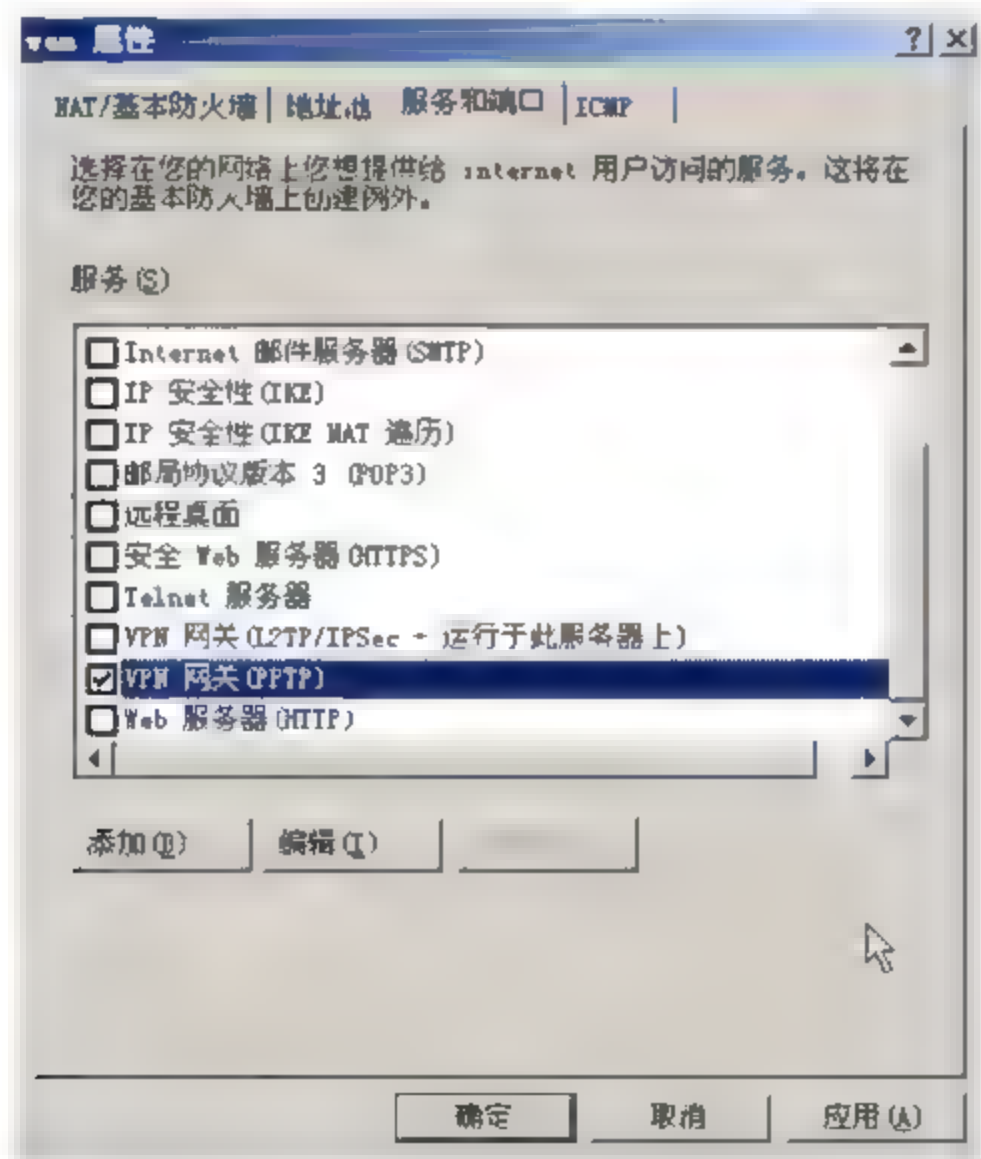 wan 属性
NAT/基本防火墙 地址池 服务和端口 ICMP
选择在您的网络上您想提供给 internet 用户访问的服务。这将在
您的基本防火墙上创建例外。
服务(S)
Internet 邮件服务器(SMTP)
IP 安全性(IKE)
IP 安全性(IKE NAT 遍历)
邮局协议版本 3 (POP3)
远程桌面
安全 Web 服务器(HTTPS)
Telnet 服务器
VPN 网关(L2TP/IPSec - 运行于此服务器上)
VPN 网关(PPTP)
Web 服务器(HTTP)
添加(D) 编辑(I)
确定 取消 应用(A)